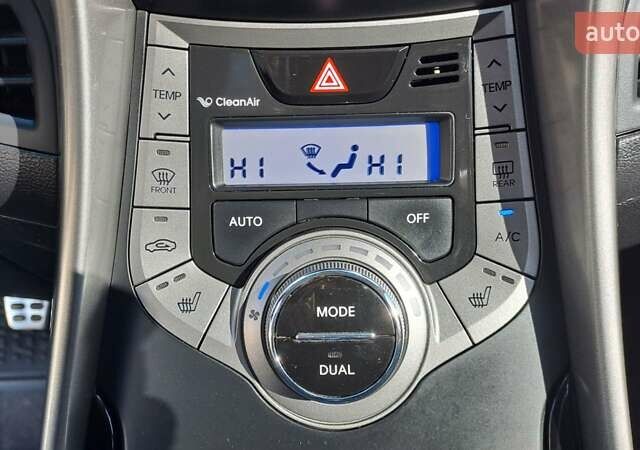 auto
TEMP
CleanAir
TEMP
HI HI
FRONT
REAR
AUTO
OFF
A/C
MODE
DUAL